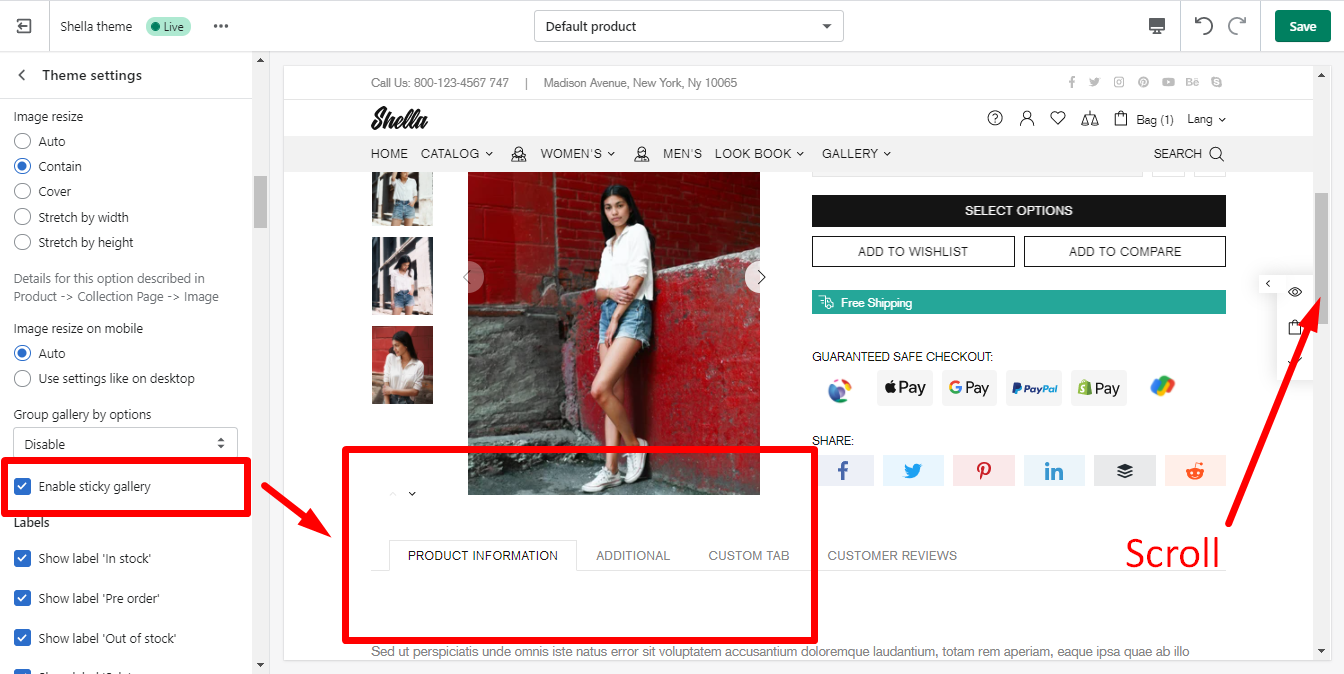 Shella theme
Live
Default product
Save
Theme settings
Image resize
Auto
Contain
Cover
Stretch by width
Stretch by height
Details for this option described in
Product -> Collection Page -> Image
Image resize on mobile
Auto
Use settings like on desktop
Group gallery by options
Disable
Enable sticky gallery
Labels
Show label 'In stock'
Show label 'Pre order'
Show label 'Out of stock'
Call Us: 800-123-4567 747 | Madison Avenue, New York, Ny 10065
Bē
Shella
Bag (1) Lang
HOME CATALOG WOMEN'S MEN'S LOOK BOOK GALLERY SEARCH
SELECT OPTIONS
ADD TO WISHLIST ADD TO COMPARE
Free Shipping
GUARANTEED SAFE CHECKOUT:
Pay G Pay PayPal Pay
SHARE:
PRODUCT INFORMATION ADDITIONAL CUSTOM TAB CUSTOMER REVIEWS
Scroll
Sed ut perspiciatis unde omnis iste natus error sit voluptatem accusantium doloremque laudantium, totam rem aperiam, eaque ipsa quae ab illo